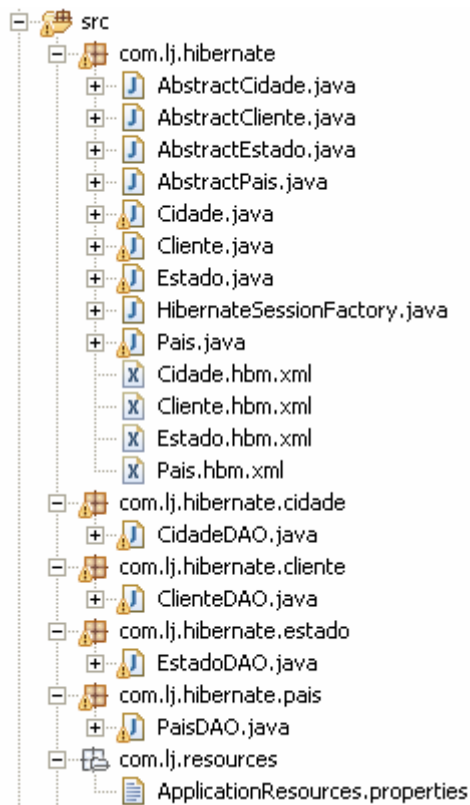 src
com.lj.hibernate
AbstractCidade.java
AbstractCliente.java
AbstractEstado.java
AbstractPais.java
Cidade.java
Cliente.java
Estado.java
HibernateSessionFactory.java
Pais.java
Cidade.hbm.xml
Cliente.hbm.xml
Estado.hbm.xml
Pais.hbm.xml
com.lj.hibernate.cidade
CidadeDAO.java
com.lj.hibernate.cliente
ClienteDAO.java
com.lj.hibernate.estado
EstadoDAO.java
com.lj.hibernate.pais
PaisDAO.java
com.lj.resources
ApplicationResources.properties